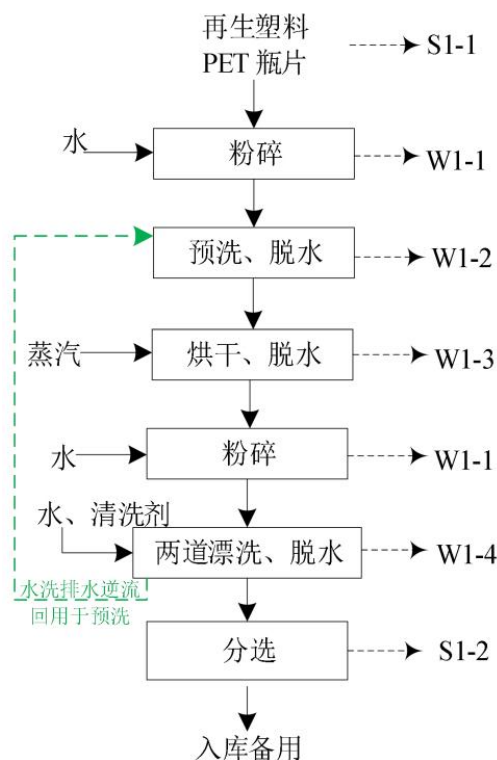 再生塑料
PET 瓶片
S1-1
水
粉碎
W1-1
预洗、脱水
W1-2
蒸汽
烘干、脱水
W1-3
水
粉碎
W1-1
水、清洗剂
两道漂洗、脱水
W1-4
水洗排水逆流
回用于预洗
分选
S1-2
入库备用